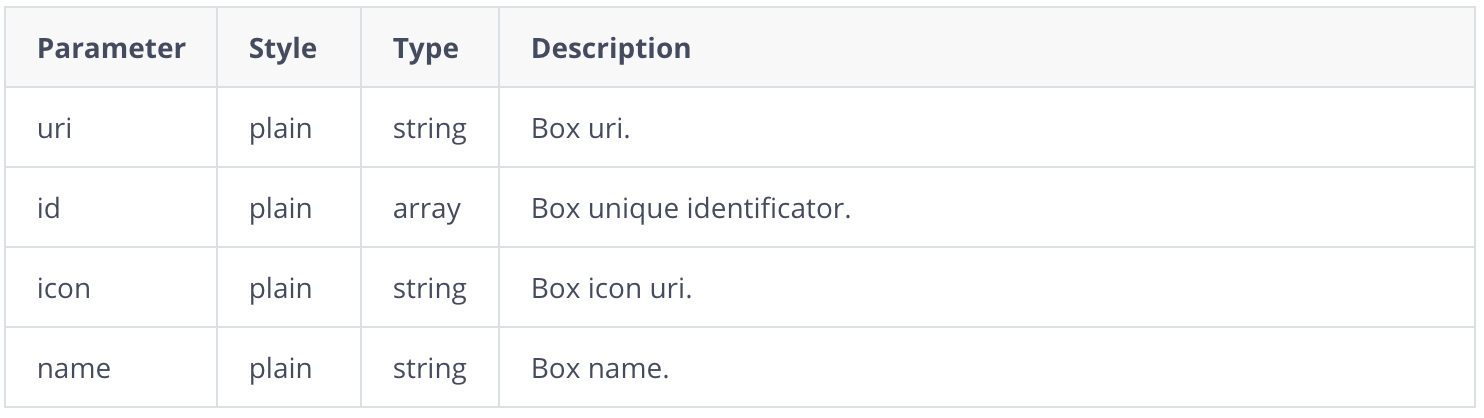 Parameter Style Type Description
uri plain string Box uri.
id plain array Box unique identificator.
icon plain string Box icon uri.
name plain string Box name.